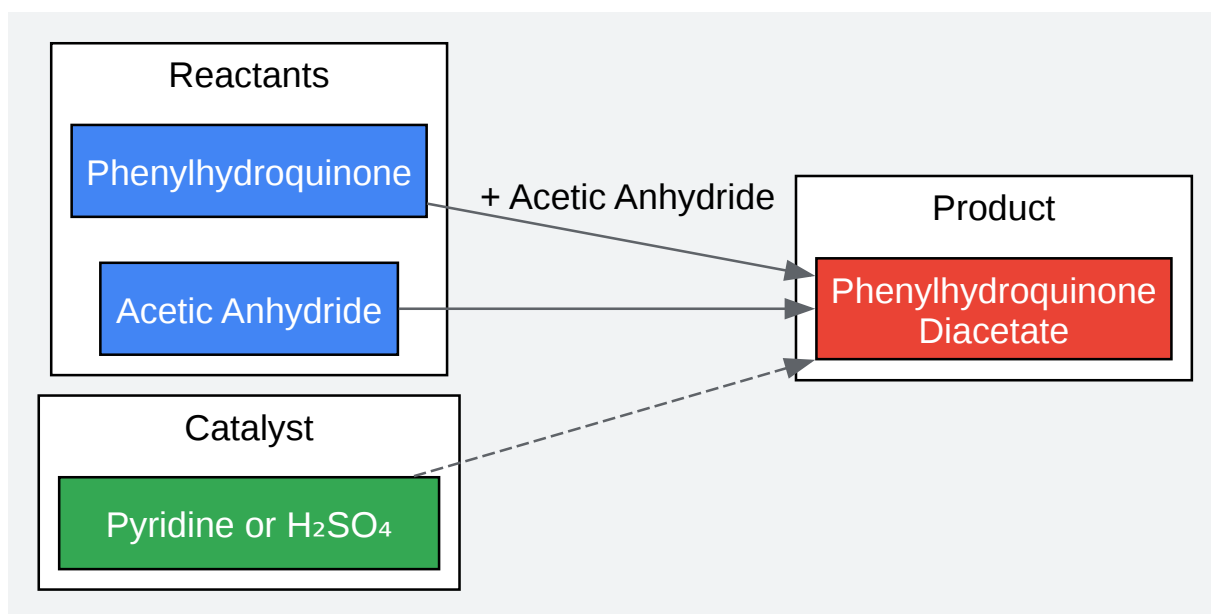 Reactants
Phenylhydroquinone
Acetic Anhydride
+ Acetic Anhydride
Product
Phenylhydroquinone
Diacetate
Catalyst
Pyridine or H₂SO₄